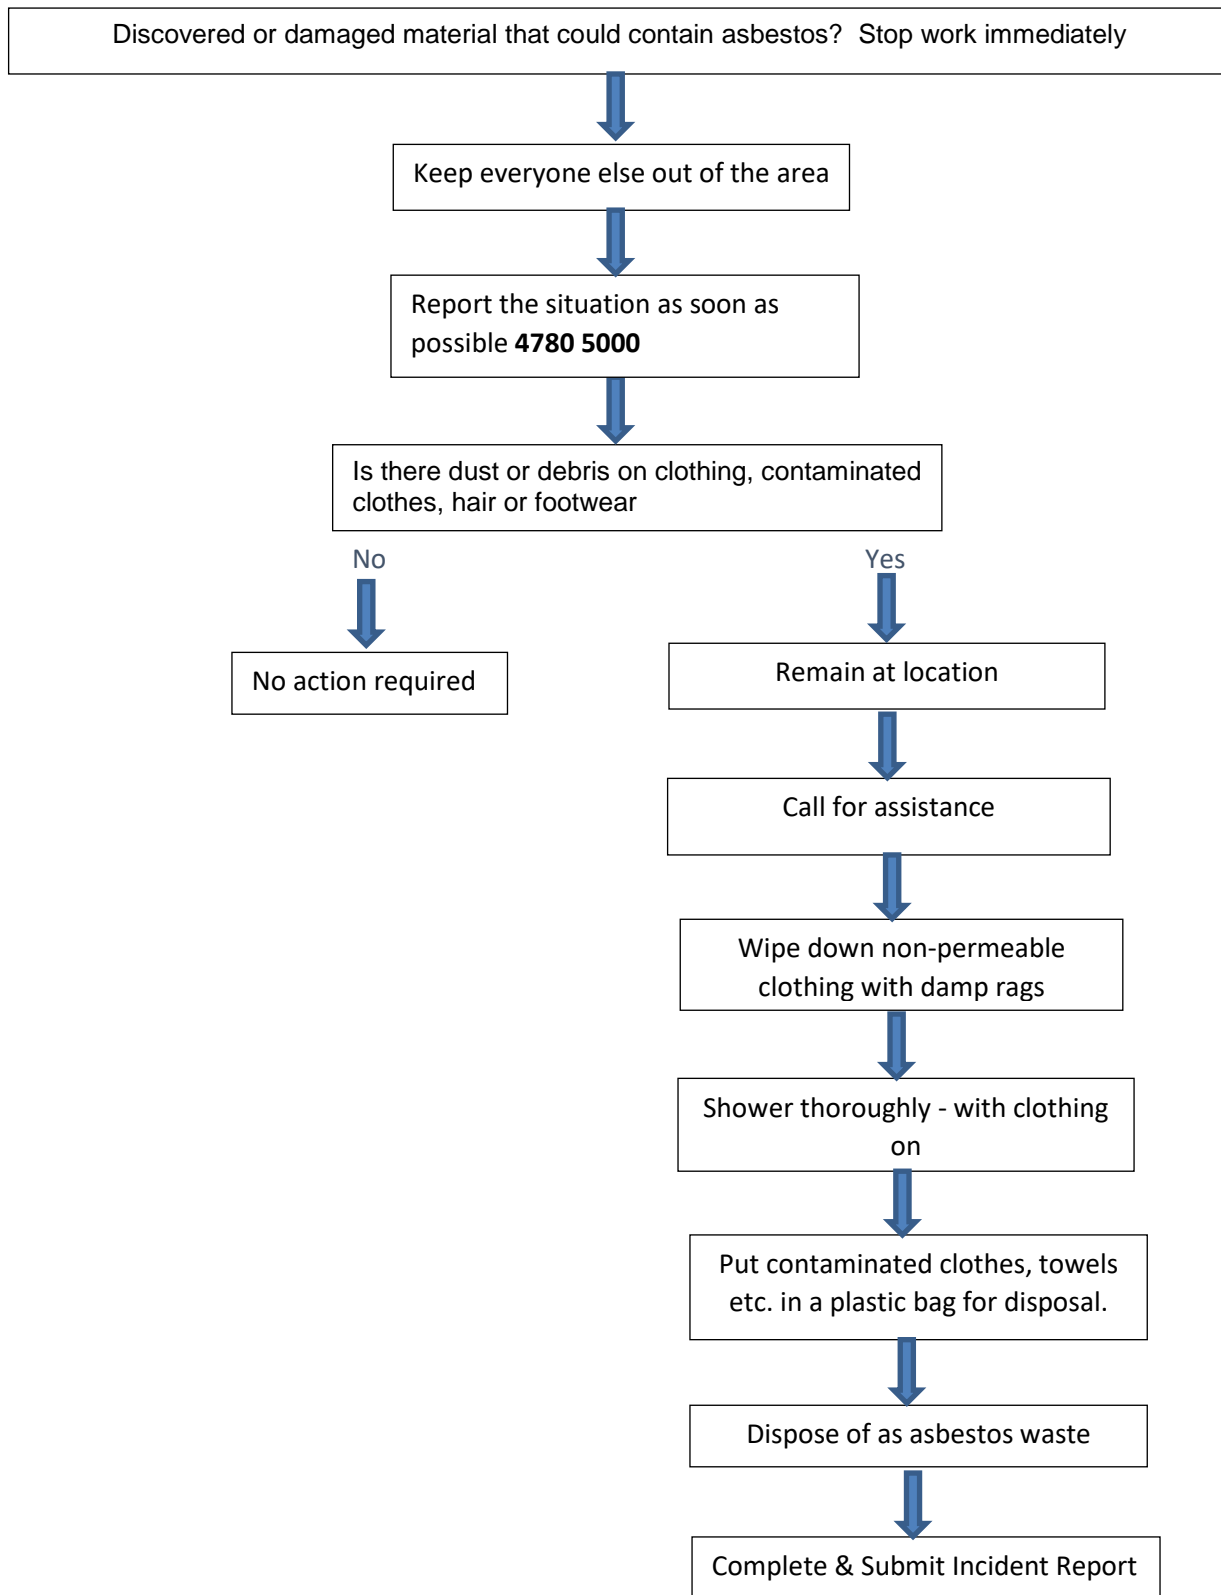 Discovered or damaged material that could contain asbestos?  Stop work immediately
Keep everyone else out of the area
Report the situation as soon as
possible 4780 5000
Is there dust or debris on clothing, contaminated
clothes, hair or footwear
No
Yes
No action required
Remain at location
Call for assistance
Wipe down non-permeable
clothing with damp rags
Shower thoroughly - with clothing
on
Put contaminated clothes, towels
etc. in a plastic bag for disposal.
Dispose of as asbestos waste
Complete & Submit Incident Report